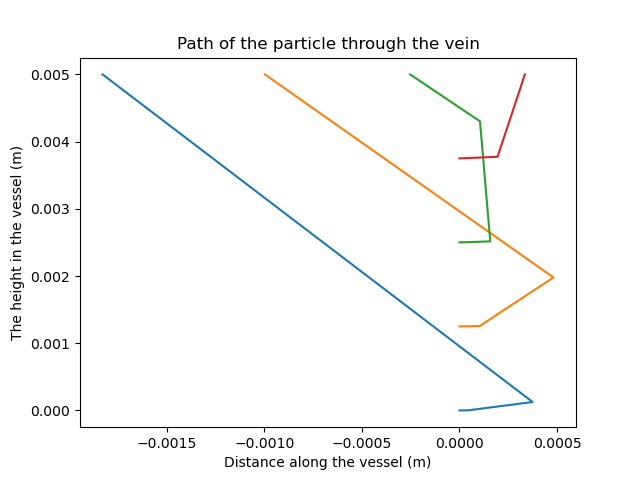 Path of the particle through the vein
The height in the vessel (m)
0.005
0.004
0.003
0.002
0.001
0.000
−0.0015 −0.0010 −0.0005 0.0000 0.0005
Distance along the vessel (m)